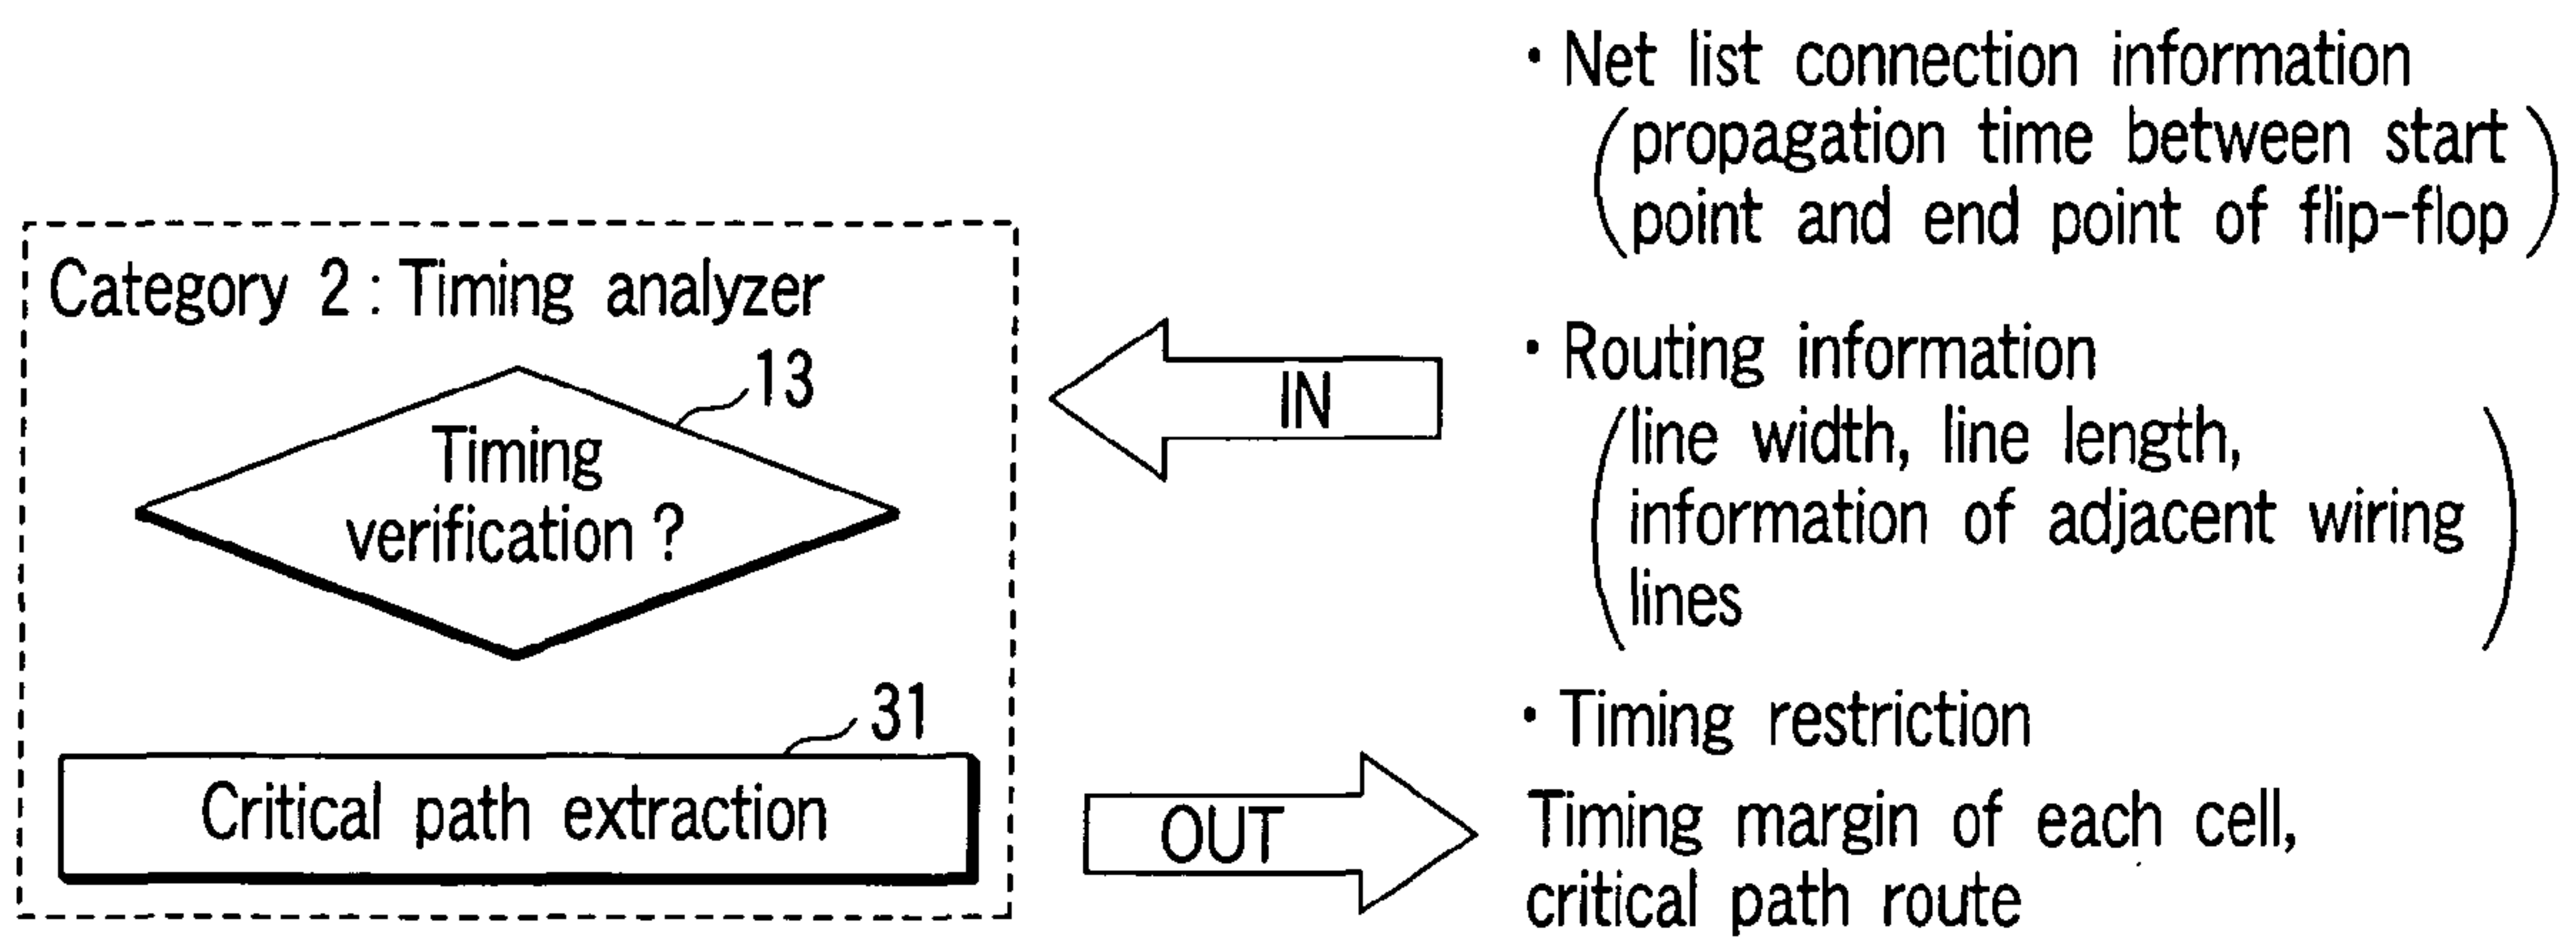 Category 2 : Timing analyzer
13
Timing
verification ?
31
Critical path extraction
IN
OUT
・Net list connection information
(propagation time between start
point and end point of flip-flop)
・Routing information
(line width, line length,
information of adjacent wiring
lines)
・Timing restriction
Timing margin of each cell,
critical path route